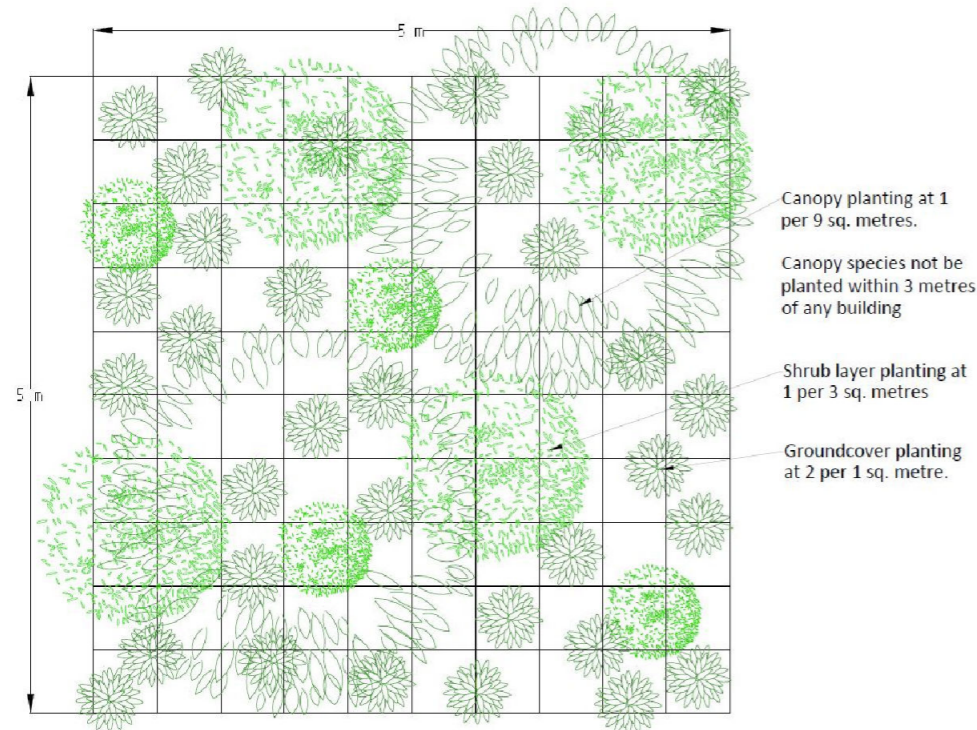 5 m
5 m
Canopy planting at 1
per 9 sq. metres.
Canopy species not be
planted within 3 metres
of any building
Shrub layer planting at
1 per 3 sq. metres
Groundcover planting
at 2 per 1 sq. metre.